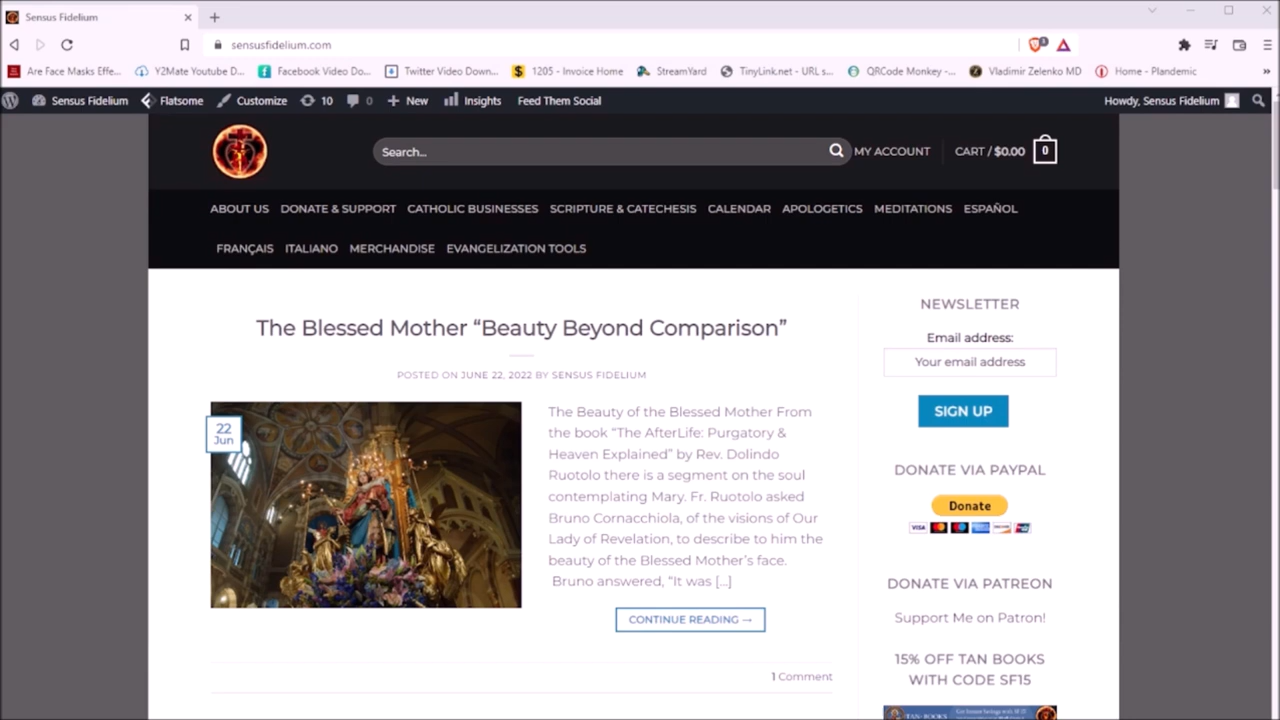 Sensus Fidelium
sensusfidelium.com
Are Face Masks Effe...
Y2Mate Youtube D...
Facebook Video Do...
Twitter Video Down...
1205 - Invoice Home
StreamYard
TinyLink.net - URL s...
QRCode Monkey -...
Vladimir Zelenko MD
Home - Plandemic
Sensus Fidelium
Flatsome
Customize
10
0
New
Insights
Feed Them Social
Howdy, Sensus Fidelium
Search...
MY ACCOUNT
CART / $0.00
0
ABOUT US DONATE & SUPPORT CATHOLIC BUSINESSES SCRIPTURE & CATECHESIS CALENDAR APOLOGETICS MEDITATIONS ESPAÑOL
FRANÇAIS ITALIANO MERCHANDISE EVANGELIZATION TOOLS
The Blessed Mother “Beauty Beyond Comparison”
POSTED ON JUNE 22, 2022 BY SENSUS FIDELIUM
22
Jun
The Beauty of the Blessed Mother From
the book “The AfterLife: Purgatory &
Heaven Explained” by Rev. Dolindo
Ruotolo there is a segment on the soul
contemplating Mary. Fr. Ruotolo asked
Bruno Cornacchiola, of the visions of Our
Lady of Revelation, to describe to him the
beauty of the Blessed Mother’s face.
Bruno answered, “It was [...]
CONTINUE READING →
1 Comment
NEWSLETTER
Email address:
Your email address
SIGN UP
DONATE VIA PAYPAL
Donate
VISA
DONATE VIA PATREON
Support Me on Patron!
15% OFF TAN BOOKS
WITH CODE SF15
TAN·BOOKS